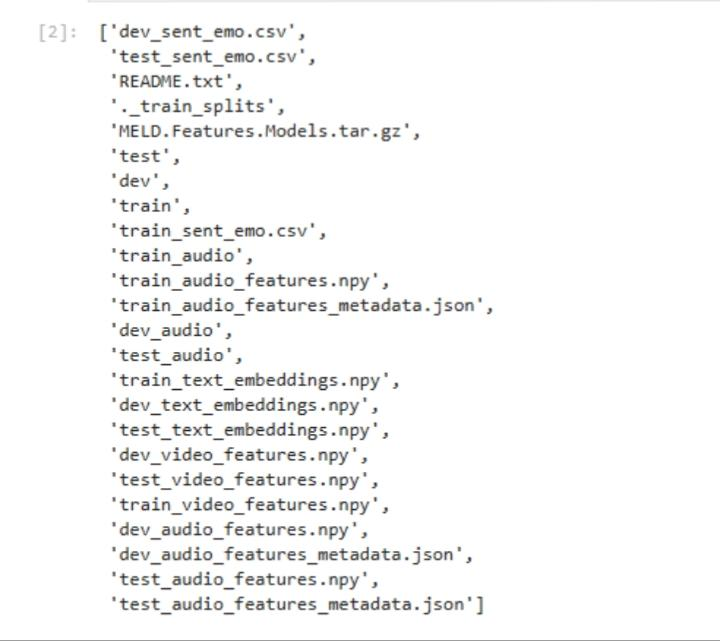 [2]: ['dev_sent_emo.csv',
'test_sent_emo.csv',
'README.txt',
'._train_splits',
'MELD.Features.Models.tar.gz',
'test',
'dev',
'train',
'train_sent_emo.csv',
'train_audio',
'train_audio_features.npy',
'train_audio_features_metadata.json',
'dev_audio',
'test_audio',
'train_text_embeddings.npy',
'dev_text_embeddings.npy',
'test_text_embeddings.npy',
'dev_video_features.npy',
'test_video_features.npy',
'train_video_features.npy',
'dev_audio_features.npy',
'dev_audio_features_metadata.json',
'test_audio_features.npy',
'test_audio_features_metadata.json']